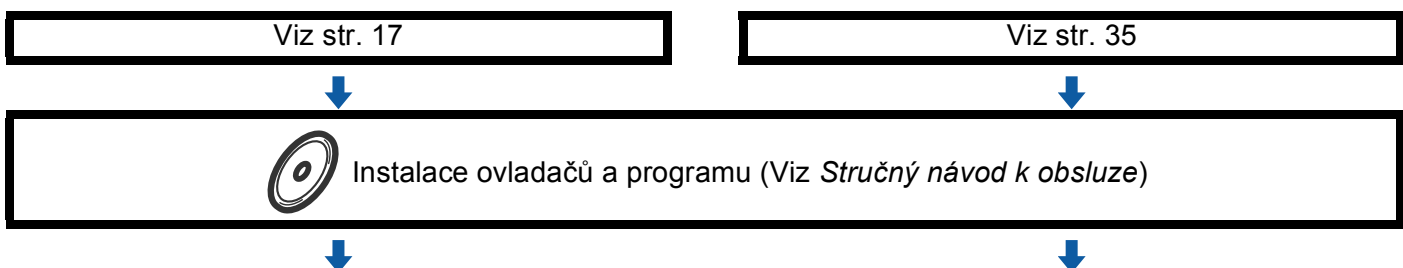 Viz str. 17
Viz str. 35
Instalace ovladačů a programu (Viz Stručný návod k obsluze)